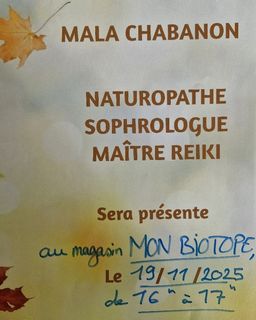 MALA CHABANON
NATUROPATHE
SOPHROLOGUE
MAÎTRE REIKI
Sera présente
au magasin MON BIOTOPE,
Le 19/11/2025
de 16ʰ à 17ʰ